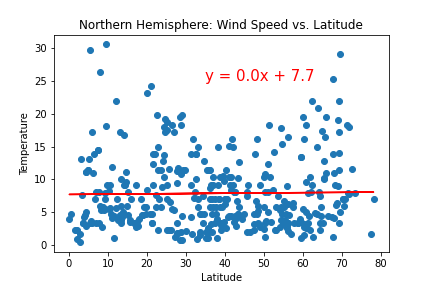 Northern Hemisphere: Wind Speed vs. Latitude
30
25
20
15
10
5
0
Temperature
y = 0.0x + 7.7
0 10 20 30 40 50 60 70 80
Latitude